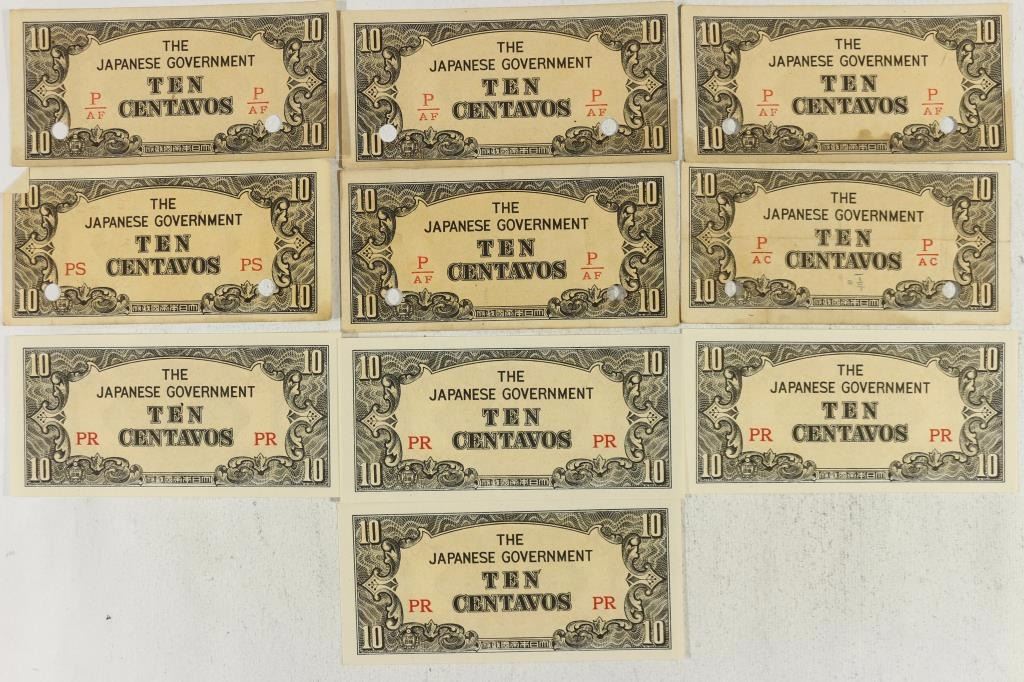 10 10
THE
JAPANESE GOVERNMENT
TEN
CENTAVOS
P/AF P/AF
10 10
10 10
THE
JAPANESE GOVERNMENT
TEN
CENTAVOS
P/AF P/AF
10 10
10 10
THE
JAPANESE GOVERNMENT
TEN
CENTAVOS
P/AF P/AF
10 10
10 10
THE
JAPANESE GOVERNMENT
TEN
PS CENTAVOS PS
10 10
10 10
THE
JAPANESE GOVERNMENT
TEN
P/AF CENTAVOS P/AF
10 10
10 10
THE
JAPANESE GOVERNMENT
TEN
P/AC CENTAVOS P/AC
10 10
10 10
THE
JAPANESE GOVERNMENT
TEN
PR CENTAVOS PR
10 10
10 10
THE
JAPANESE GOVERNMENT
TEN
PR CENTAVOS PR
10 10
10 10
THE
JAPANESE GOVERNMENT
TEN
PR CENTAVOS PR
10 10
10 10
THE
JAPANESE GOVERNMENT
TEN
PR CENTAVOS PR
10 10